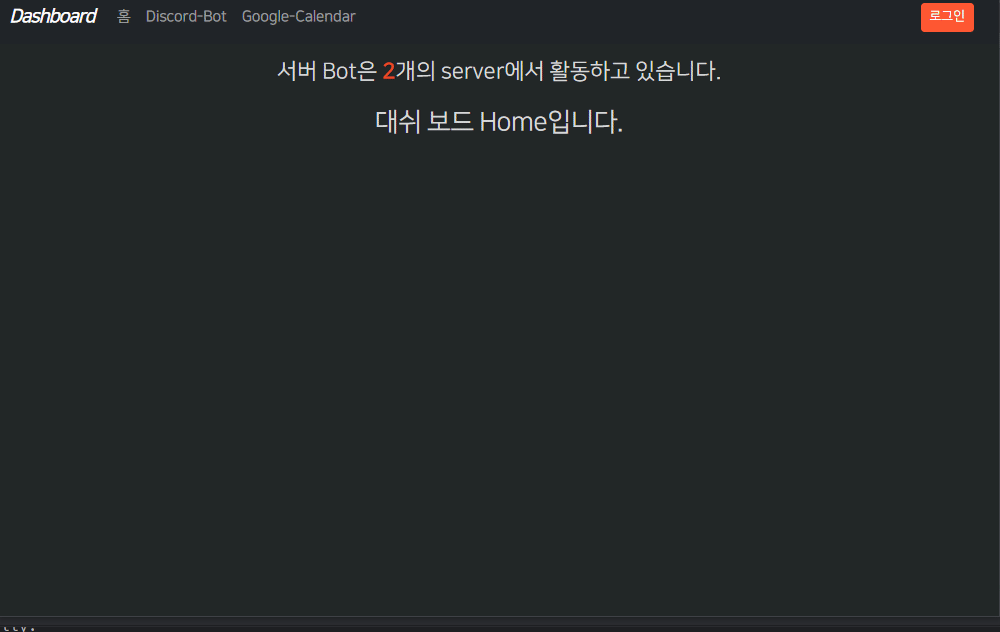 Dashboard 홈 Discord-Bot Google-Calendar 로그인
서버 Bot은 2개의 server에서 활동하고 있습니다.
대쉬 보드 Home입니다.